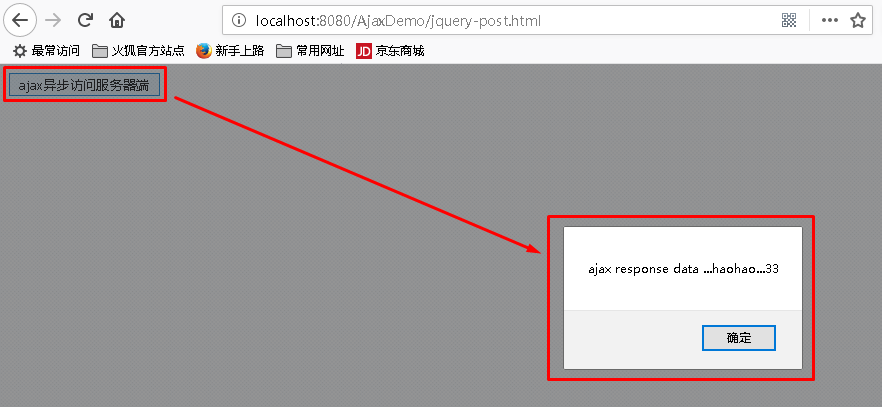 localhost:8080/AjaxDemo/jquery-post.html
最常访问 火狐官方站点 新手上路 常用网址 JD 京东商城
ajax异步访问服务器端
ajax response data ...haohao...33
确定